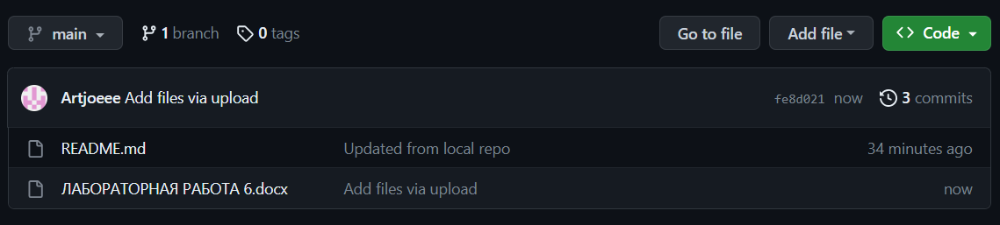 main 1 branch 0 tags Go to file Add file Code
Artjoeee Add files via upload fe8d021 now 3 commits
README.md Updated from local repo 34 minutes ago
ЛАБОРАТОРНАЯ РАБОТА 6.docx Add files via upload now